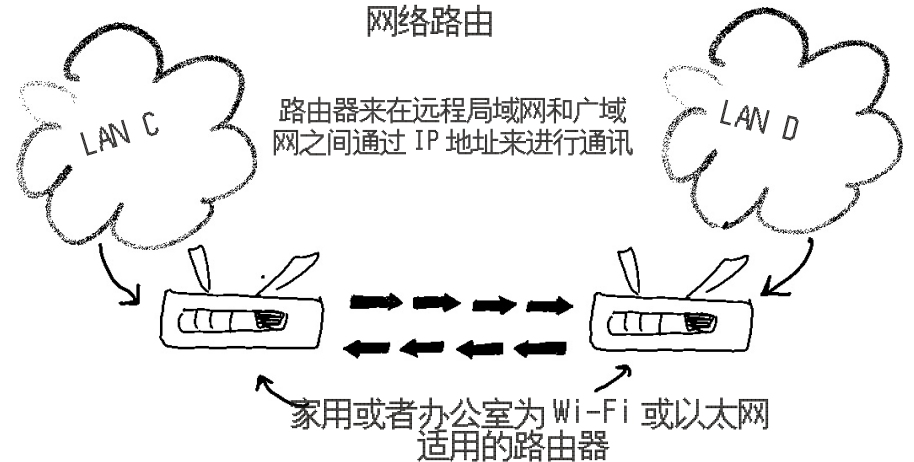 网络路由
路由器来在远程局域网和广域
网之间通过 IP 地址来进行通讯
LAN C
LAN D
家用或者办公室为 Wi-Fi 或以太网
适用的路由器